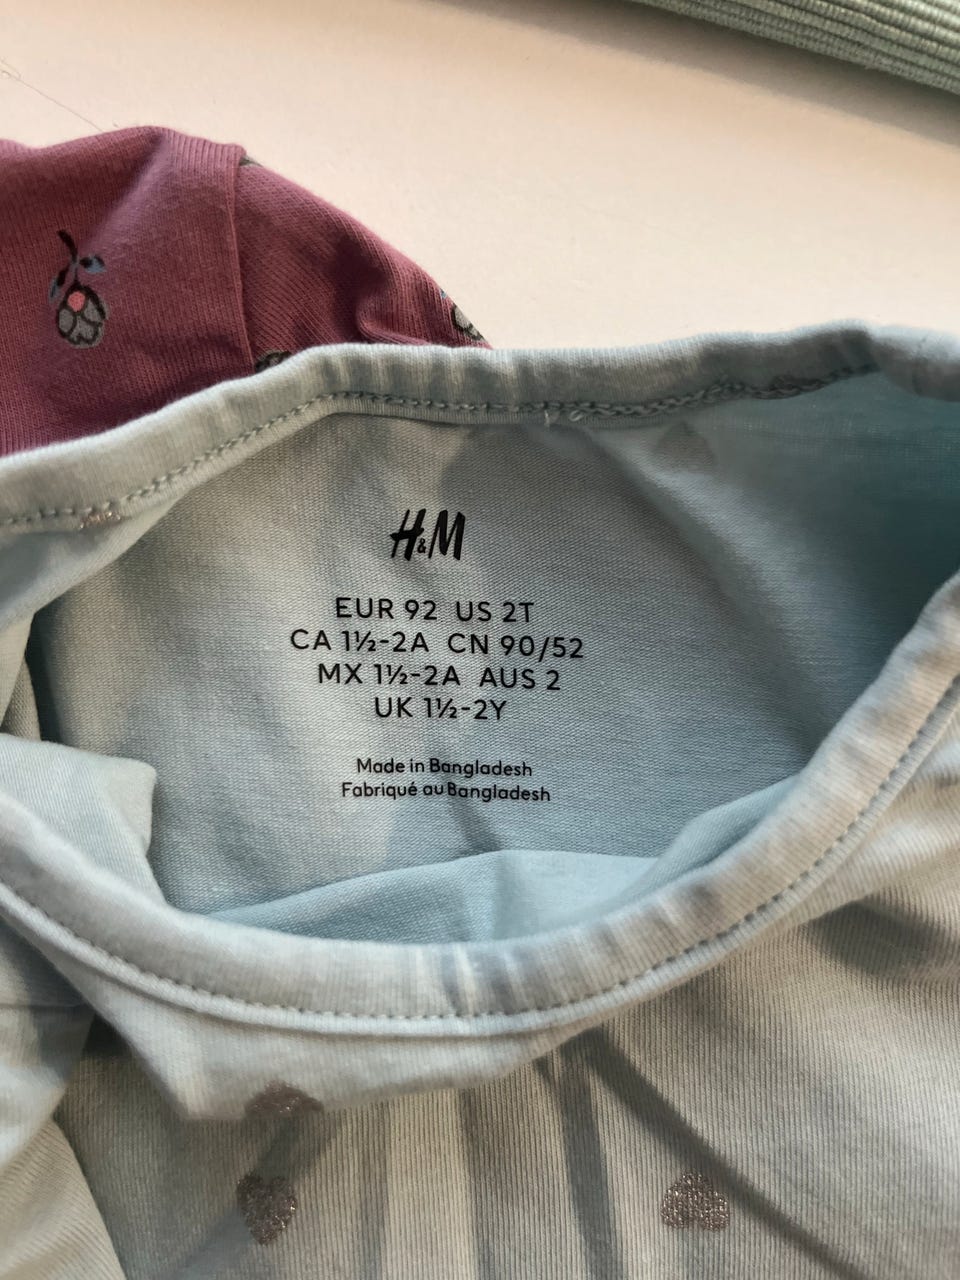 H&M
EUR 92 US 2T
CA 1½-2A CN 90/52
MX 1½-2A AUS 2
UK 1½-2Y
Made in Bangladesh
Fabriqué au Bangladesh